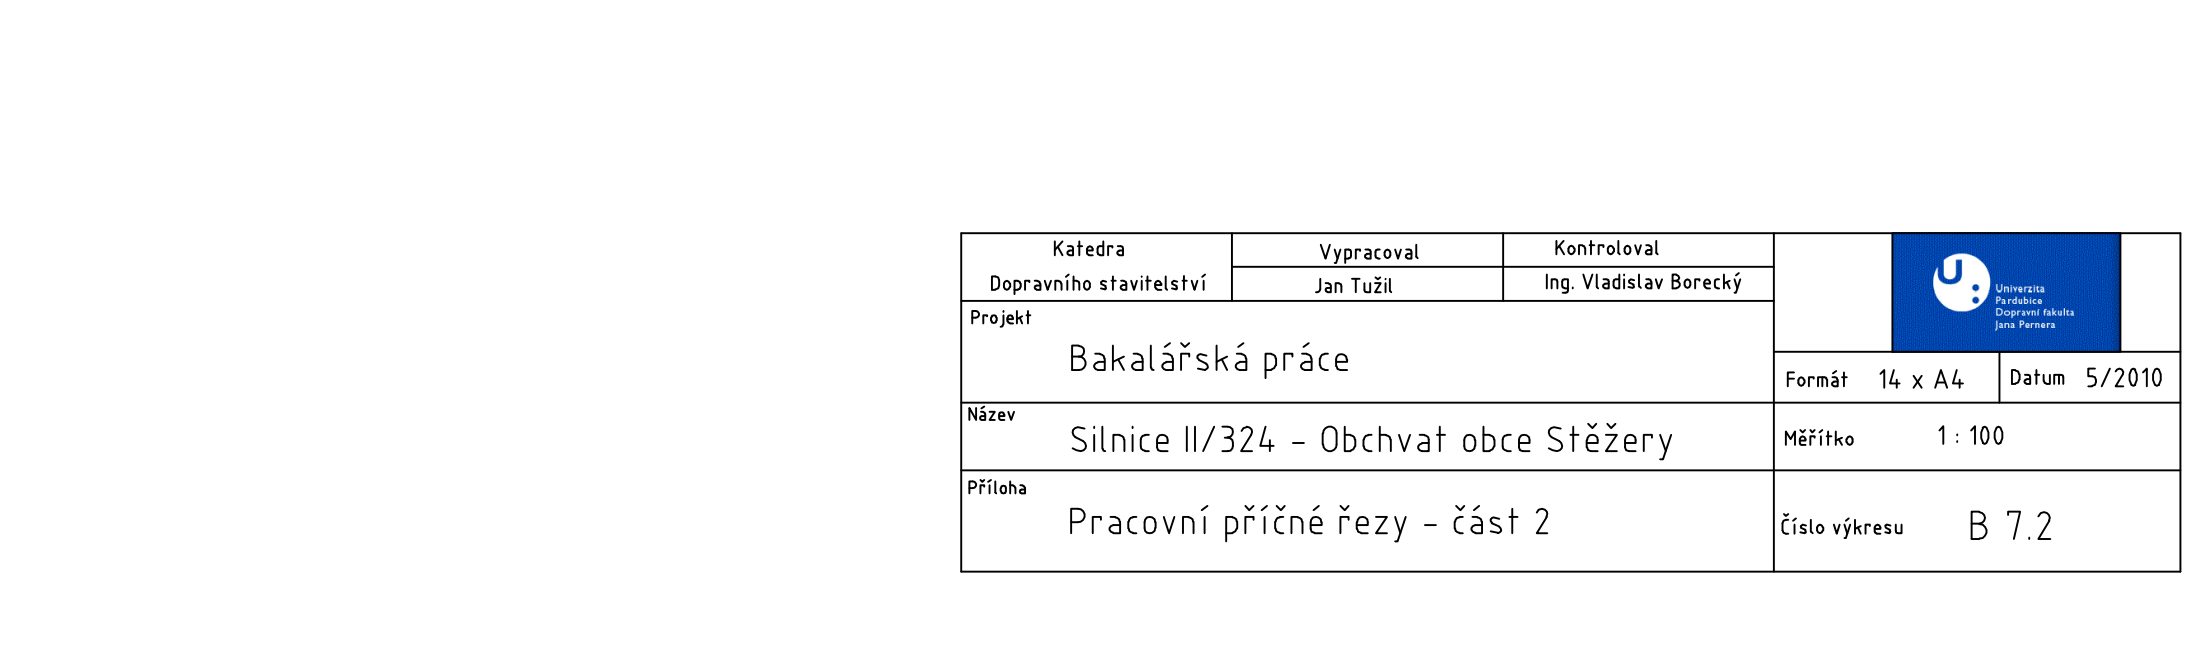 Katedra
Dopravního stavitelství
Vypracoval
Jan Tužil
Kontroloval
Ing. Vladislav Borecký
Univerzita
Pardubice
Dopravní fakulta
Jana Pernera
Projekt
Bakalářská práce
Formát 14 x A4
Datum 5/2010
Název
Silnice II/324 - Obchvat obce Stěžery
Měřítko 1 : 100
Příloha
Pracovní příčné řezy - část 2
Číslo výkresu B 7.2